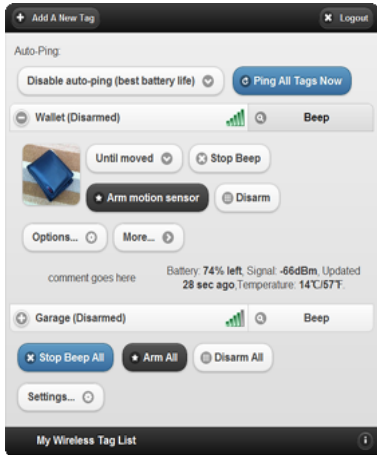 Add A New Tag
Logout
Auto-Ping:
Disable auto-ping (best battery life)
Ping All Tags Now
Wallet (Disarmed)
Beep
Until moved
Stop Beep
Arm motion sensor
Disarm
Options...
More...
comment goes here
Battery: 74% left, Signal: -66dBm, Updated
28 sec ago,Temperature: 14℃/57℉.
Garage (Disarmed)
Beep
Stop Beep All
Arm All
Disarm All
Settings...
My Wireless Tag List